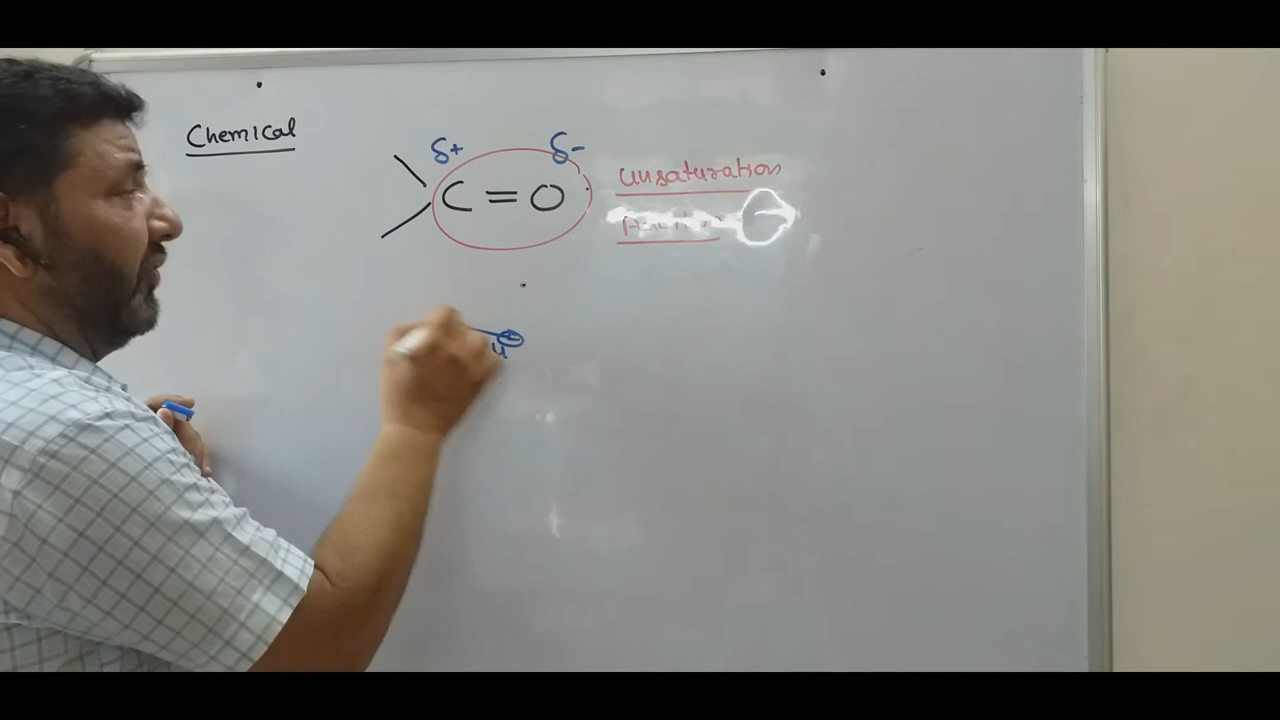 Chemical
δ+ δ-
C = O
Unsaturation